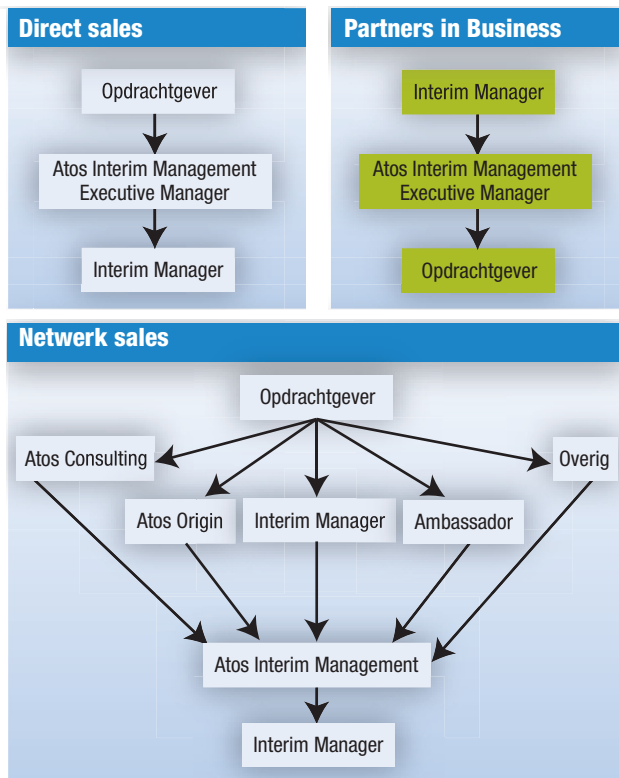 Direct sales
Opdrachtgever
Atos Interim Management
Executive Manager
Interim Manager
Partners in Business
Interim Manager
Atos Interim Management
Executive Manager
Opdrachtgever
Netwerk sales
Opdrachtgever
Atos Consulting
Overig
Atos Origin
Interim Manager
Ambassador
Atos Interim Management
Interim Manager